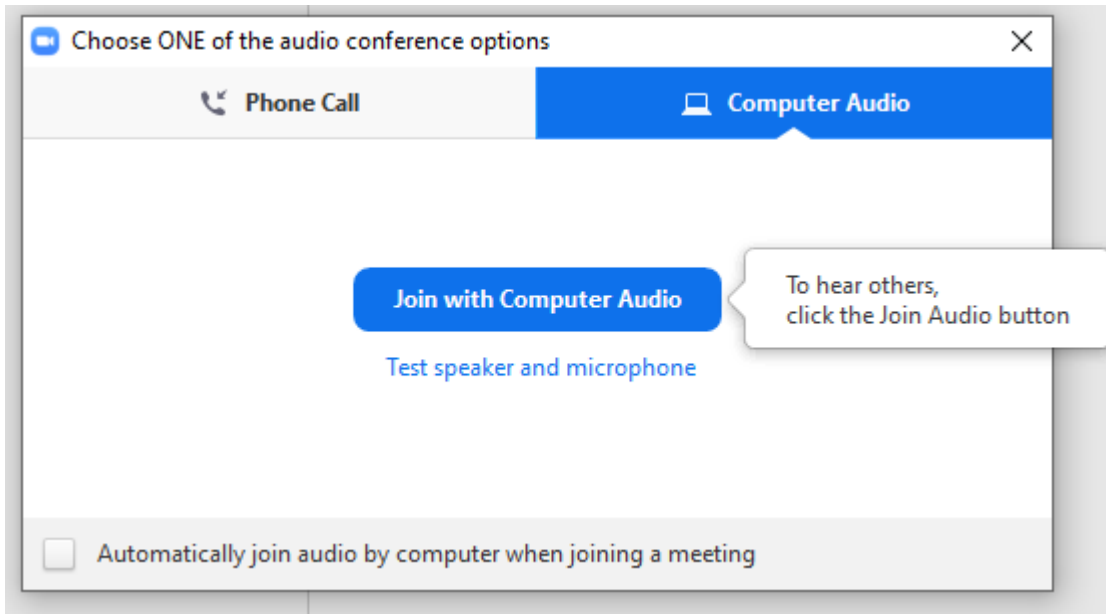 Choose ONE of the audio conference options
Phone Call
Computer Audio
Join with Computer Audio
To hear others,
click the Join Audio button
Test speaker and microphone
Automatically join audio by computer when joining a meeting